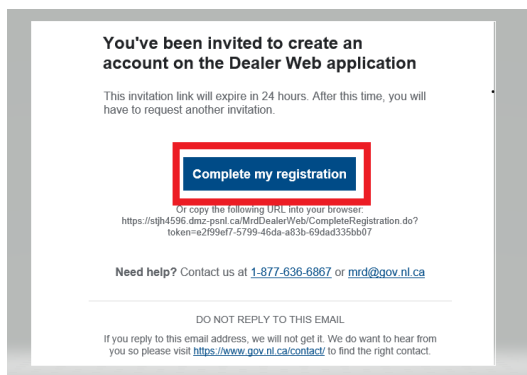 You've been invited to create an
account on the Dealer Web application
This invitation link will expire in 24 hours. After this time, you will
have to request another invitation.
Complete my registration
Or copy the following URL into your browser:
https://stjh4596.dmz-psnl.ca/MrdDealerWeb/CompleteRegistration.do?
token=e2f99ef7-5799-46da-a83b-69dad335bb07
Need help? Contact us at 1-877-636-6867 or mrd@gov.nl.ca
DO NOT REPLY TO THIS EMAIL
If you reply to this email address, we will not get it. We do want to hear from
you so please visit https://www.gov.nl.ca/contact/ to find the right contact.